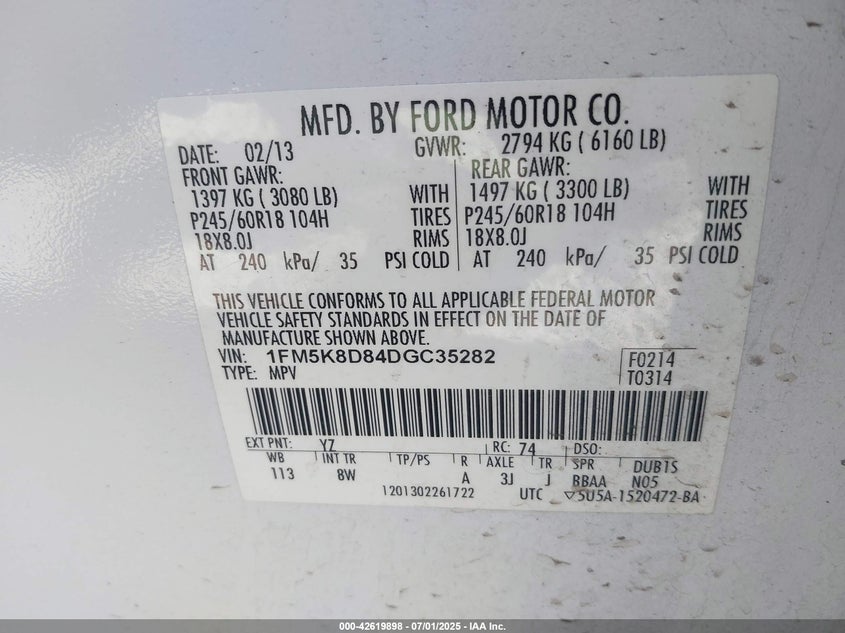 MFD. BY FORD MOTOR CO.
DATE: 02/13 GVWR: 2794 KG ( 6160 LB)
FRONT GAWR: REAR GAWR:
1397 KG ( 3080 LB) WITH 1497 KG ( 3300 LB) WITH
P245/60R18 104H TIRES P245/60R18 104H TIRES
18X8.0J RIMS 18X8.0J RIMS
AT 240 kPa/ 35 PSI COLD AT 240 kPa/ 35 PSI COLD
THIS VEHICLE CONFORMS TO ALL APPLICABLE FEDERAL MOTOR
VEHICLE SAFETY STANDARDS IN EFFECT ON THE DATE OF
MANUFACTURE SHOWN ABOVE.
VIN: 1FM5K8D84DGC35282 F0214
TYPE: MPV T0314
EXT PNT: YZ RC: 74 DSO:
WB INT TR TP/PS R AXLE TR SPR DUB1S
113 8W A 3J J BBAA N05
1201302261722 UTC ▽5U5A-1520472-BA
000-42619898 - 07/01/2025 - IAA Inc.